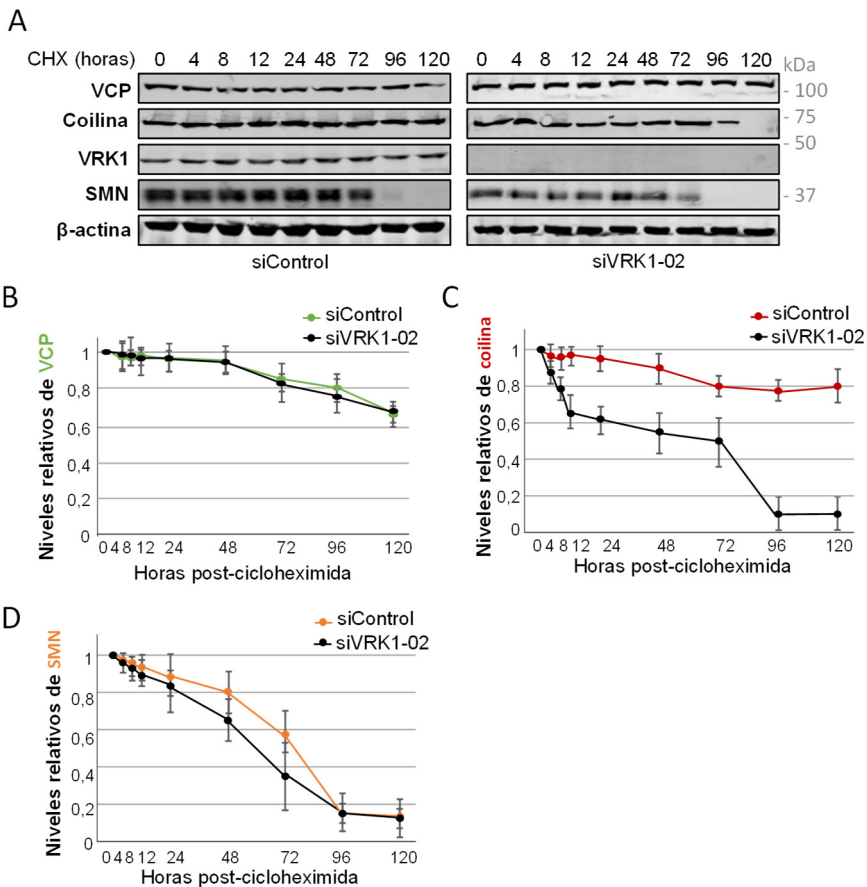 A
CHX (horas) 0 4 8 12 24 48 72 96 120 0 4 8 12 24 48 72 96 120 kDa
VCP - 100
Coilina - 75
- 50
VRK1
SMN - 37
β-actina
siControl siVRK1-02
B
siControl
siVRK1-02
Niveles relativos de VCP
1
0,8
0,6
0,4
0,2
0
0 4 8 12 24 48 72 96 120
Horas post-cicloheximida
C
siControl
siVRK1-02
Niveles relativos de coilina
1
0,8
0,6
0,4
0,2
0
0 4 8 12 24 48 72 96 120
Horas post-cicloheximida
D
siControl
siVRK1-02
Niveles relativos de SMN
1
0,8
0,6
0,4
0,2
0
0 4 8 12 24 48 72 96 120
Horas post-cicloheximida